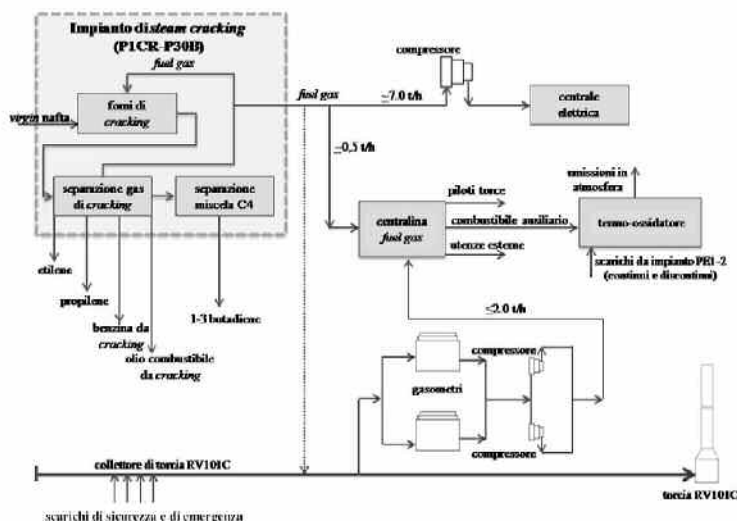 Impianto di steam cracking
(P1CR-P30B)
fuel gas
virgin nafta
forni di
cracking
separazione gas
di cracking
separazione
miscela C4
etilene
propilene
benzina da
cracking
olio combustibile
da cracking
1-3 butadiene
fuel gas
≤7.0 t/h
compressore
centrale
elettrica
≤0,5 t/h
piloti torce
centralina
fuel gas
combustibile auxiliario
utenze esterne
emissioni in
atmosfera
termo-ossidatore
scarichi da impianto PE1-2
(continui e discontinui)
≤2.0 t/h
compressore
gasometri
compressore
collettore di torcia RV101C
torcia RV101C
scarichi di sicurezza e di emergenza